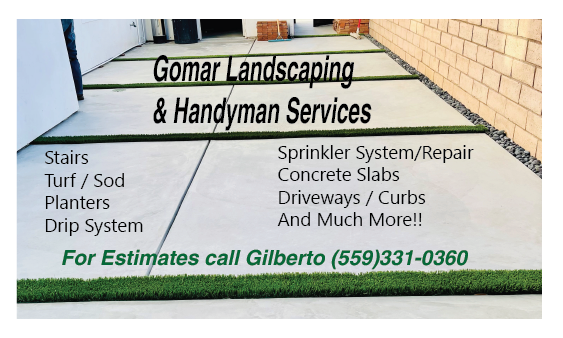 Gomar Landscaping
& Handyman Services
Stairs
Turf / Sod
Planters
Drip System
Sprinkler System/Repair
Concrete Slabs
Driveways / Curbs
And Much More!!
For Estimates call Gilberto (559)331-0360